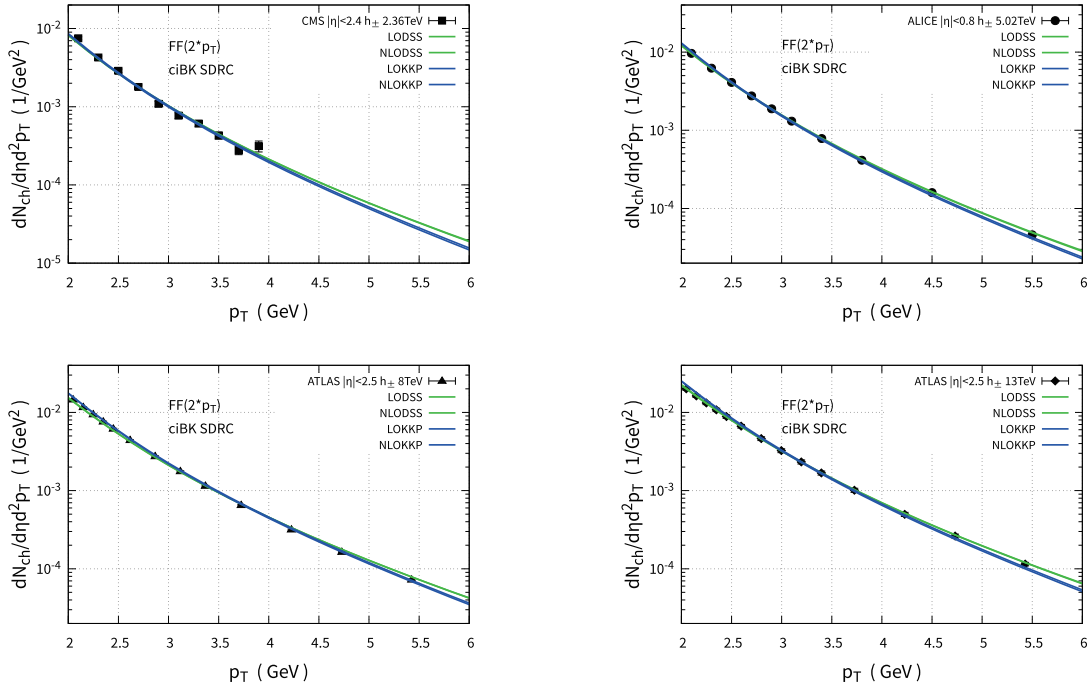 CMS |η|<2.4 h± 2.36TeV
LODSS
NLODSS
LOKKP
NLOKKP
FF(2*pT)
ciBK SDRC
dNch/dηd²pT ( 1/GeV² )
10⁻²
10⁻³
10⁻⁴
10⁻⁵
2 2.5 3 3.5 4 4.5 5 5.5 6
pT ( GeV )
ALICE |η|<0.8 h± 5.02TeV
LODSS
NLODSS
LOKKP
NLOKKP
FF(2*pT)
ciBK SDRC
dNch/dηd²pT ( 1/GeV² )
10⁻²
10⁻³
10⁻⁴
2 2.5 3 3.5 4 4.5 5 5.5 6
pT ( GeV )
ATLAS |η|<2.5 h± 8TeV
LODSS
NLODSS
LOKKP
NLOKKP
FF(2*pT)
ciBK SDRC
dNch/dηd²pT ( 1/GeV² )
10⁻²
10⁻³
10⁻⁴
2 2.5 3 3.5 4 4.5 5 5.5 6
pT ( GeV )
ATLAS |η|<2.5 h± 13TeV
LODSS
NLODSS
LOKKP
NLOKKP
FF(2*pT)
ciBK SDRC
dNch/dηd²pT ( 1/GeV² )
10⁻²
10⁻³
10⁻⁴
2 2.5 3 3.5 4 4.5 5 5.5 6
pT ( GeV )